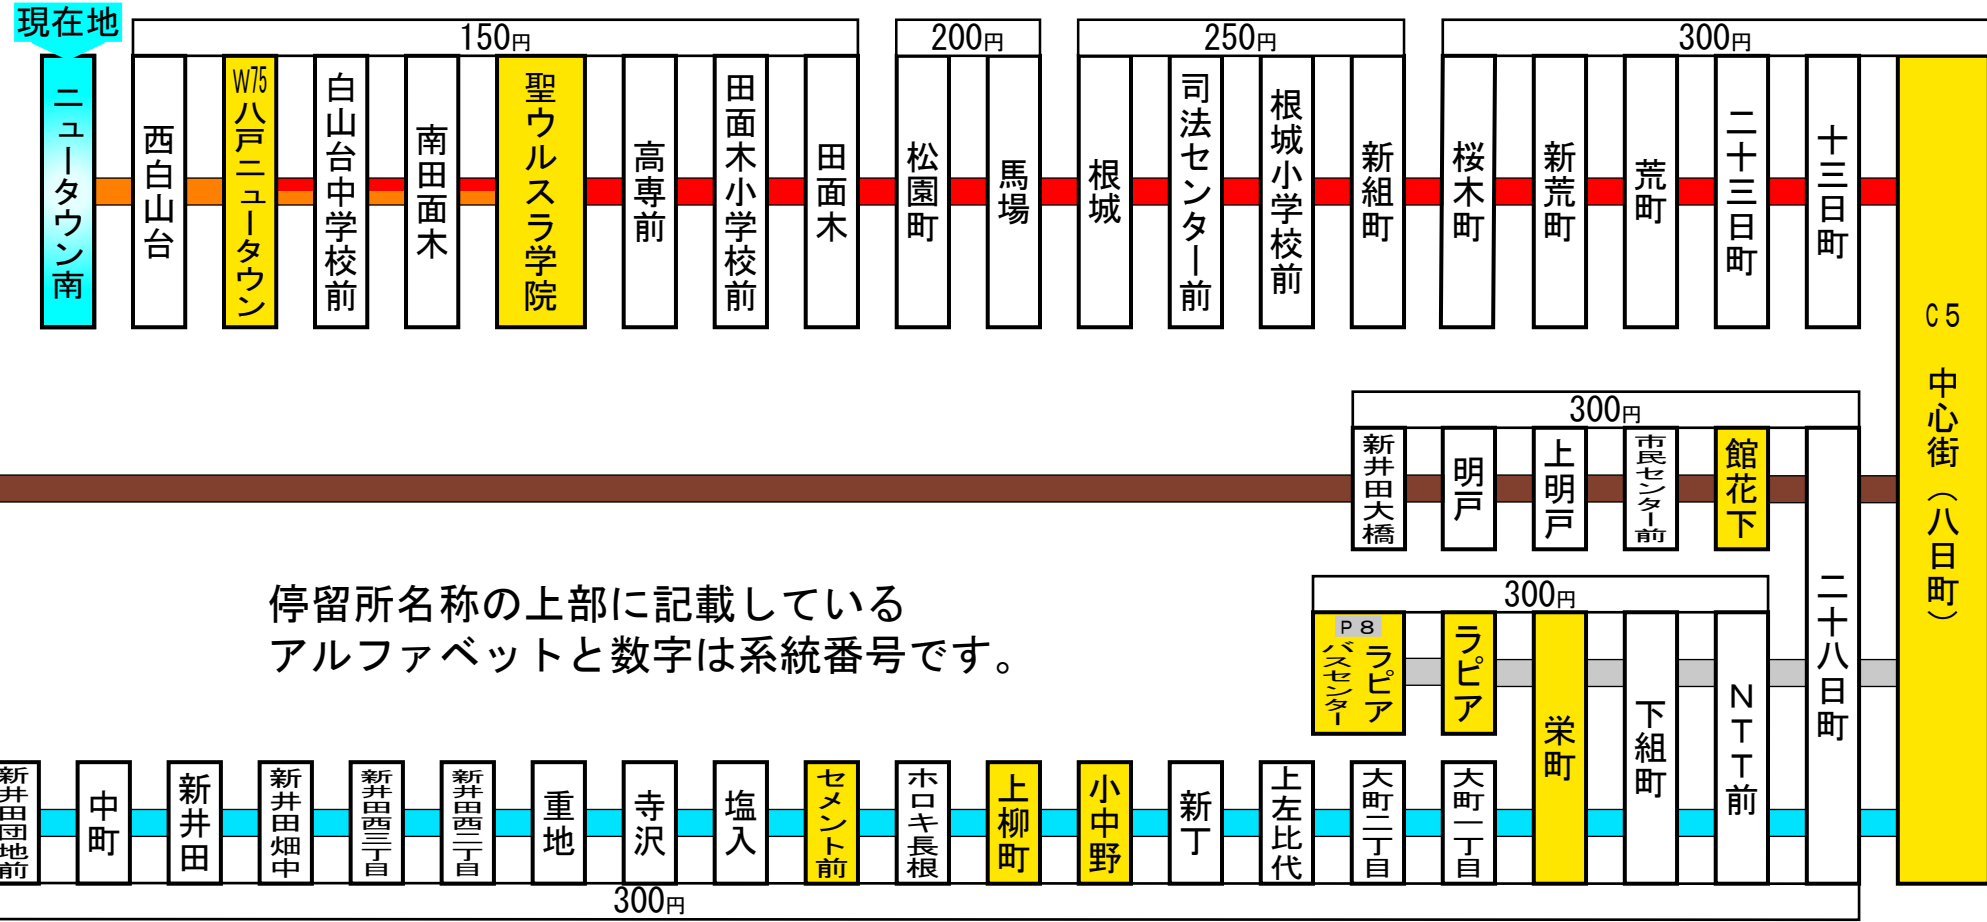 現在地
150円
200円
250円
300円
ニュータウン南
西白山台
W75
八戸ニュータウン
白山台中学校前
南田面木
聖ウルスラ学院
高専前
田面木小学校前
田面木
松園町
馬場
根城
司法センター前
根城小学校前
新組町
桜木町
新荒町
荒町
二十三日町
十三日町
C5 中心街(八日町)
300円
新井田大橋
明戸
上明戸
市民センター前
館花下
二十八日町
停留所名称の上部に記載している
アルファベットと数字は系統番号です。
300円
P8
ラピア
バスセンター
ラピア
栄町
下組町
NTT前
新井田団地前
中町
新井田
新井田畑中
新井田西三丁目
新井田西二丁目
重地
寺沢
塩入
セメント前
ホロキ長根
上柳町
小中野
新丁
上左比代
大町二丁目
大町一丁目
300円